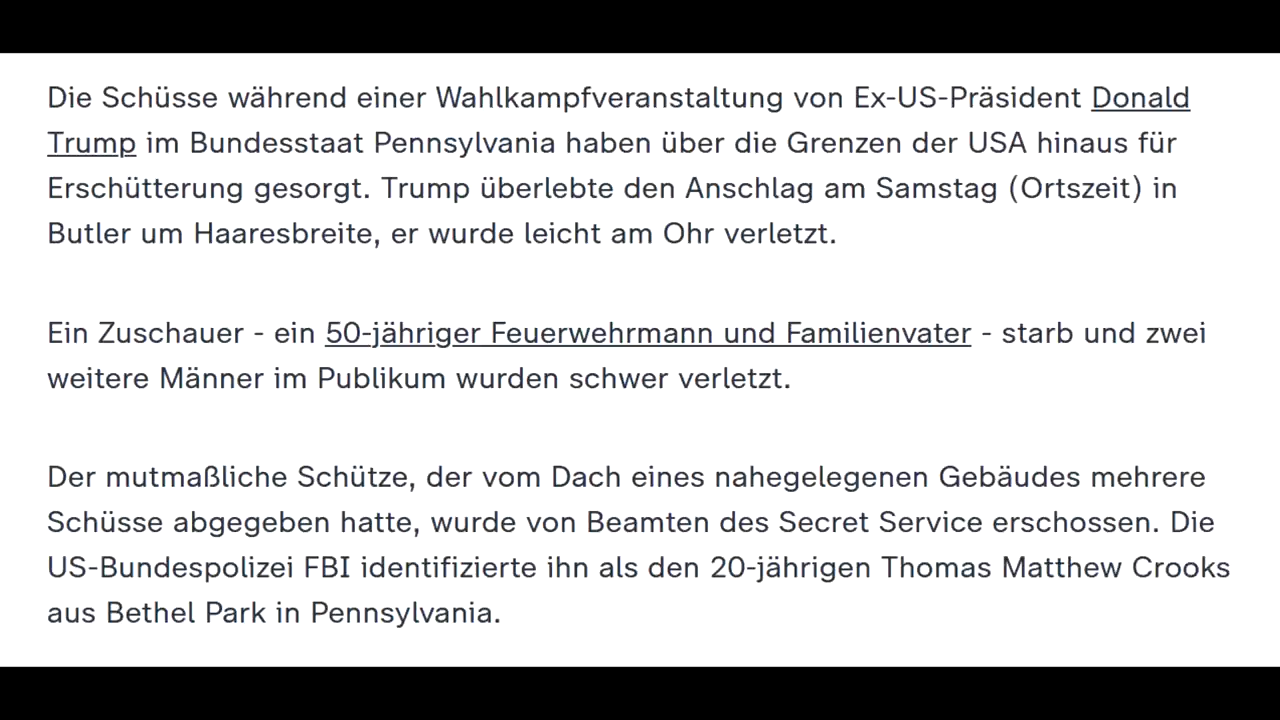 Die Schüsse während einer Wahlkampfveranstaltung von Ex-US-Präsident Donald
Trump im Bundesstaat Pennsylvania haben über die Grenzen der USA hinaus für
Erschütterung gesorgt. Trump überlebte den Anschlag am Samstag (Ortszeit) in
Butler um Haaresbreite, er wurde leicht am Ohr verletzt.
Ein Zuschauer - ein 50-jähriger Feuerwehrmann und Familienvater - starb und zwei
weitere Männer im Publikum wurden schwer verletzt.
Der mutmaßliche Schütze, der vom Dach eines nahegelegenen Gebäudes mehrere
Schüsse abgegeben hatte, wurde von Beamten des Secret Service erschossen. Die
US-Bundespolizei FBI identifizierte ihn als den 20-jährigen Thomas Matthew Crooks
aus Bethel Park in Pennsylvania.